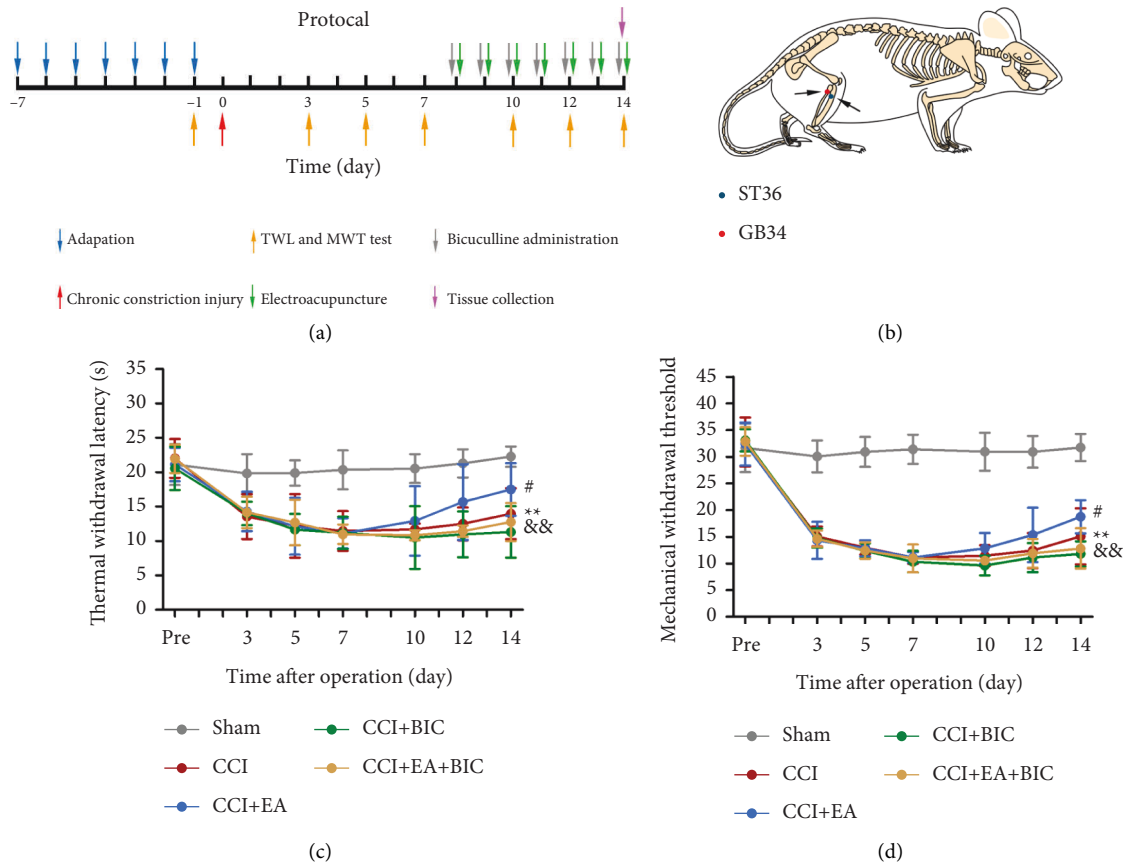 Protocal
−7
−1
0
3
5
7
10
12
14
Time (day)
Adapation
TWL and MWT test
Bicuculline administration
Chronic constriction injury
Electroacupuncture
Tissue collection
(a)
ST36
GB34
(b)
Thermal withdrawal latency (s)
35
30
25
20
15
10
5
0
Pre
3
5
7
10
12
14
#
**
&&
Time after operation (day)
Sham
CCI+BIC
CCI
CCI+EA+BIC
CCI+EA
(c)
Mechanical withdrawal threshold
45
40
35
30
25
20
15
10
5
0
Pre
3
5
7
10
12
14
#
**
&&
Time after operation (day)
Sham
CCI+BIC
CCI
CCI+EA+BIC
CCI+EA
(d)